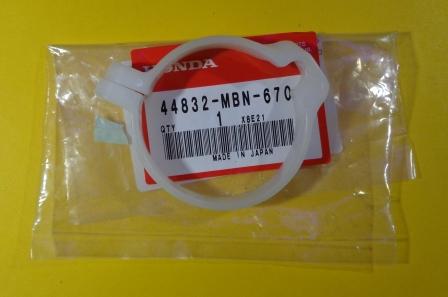 HONDA
44832-MBN-670
QTY 1 X8E21
MADE IN JAPAN